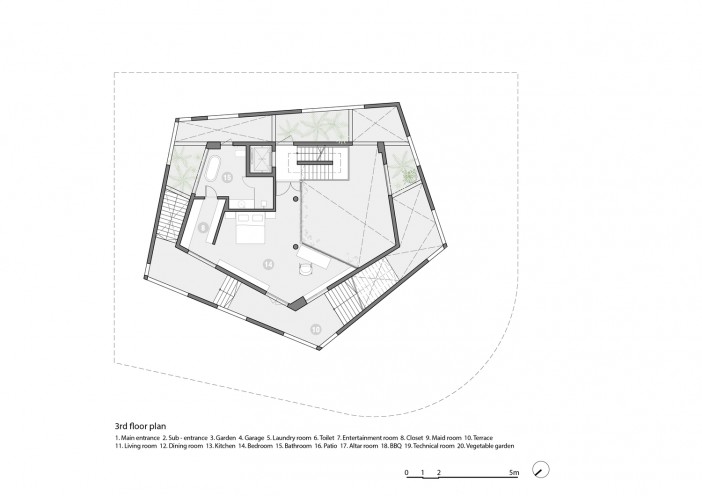 15
8
14
10
3rd floor plan
1. Main entrance 2. Sub - entrance 3. Garden 4. Garage 5. Laundry room 6. Toilet 7. Entertainment room 8. Closet 9. Maid room 10. Terrace
11. Living room 12. Dining room 13. Kitchen 14. Bedroom 15. Bathroom 16. Patio 17. Altar room 18. BBQ 19. Technical room 20. Vegetable garden
0 1 2 5m